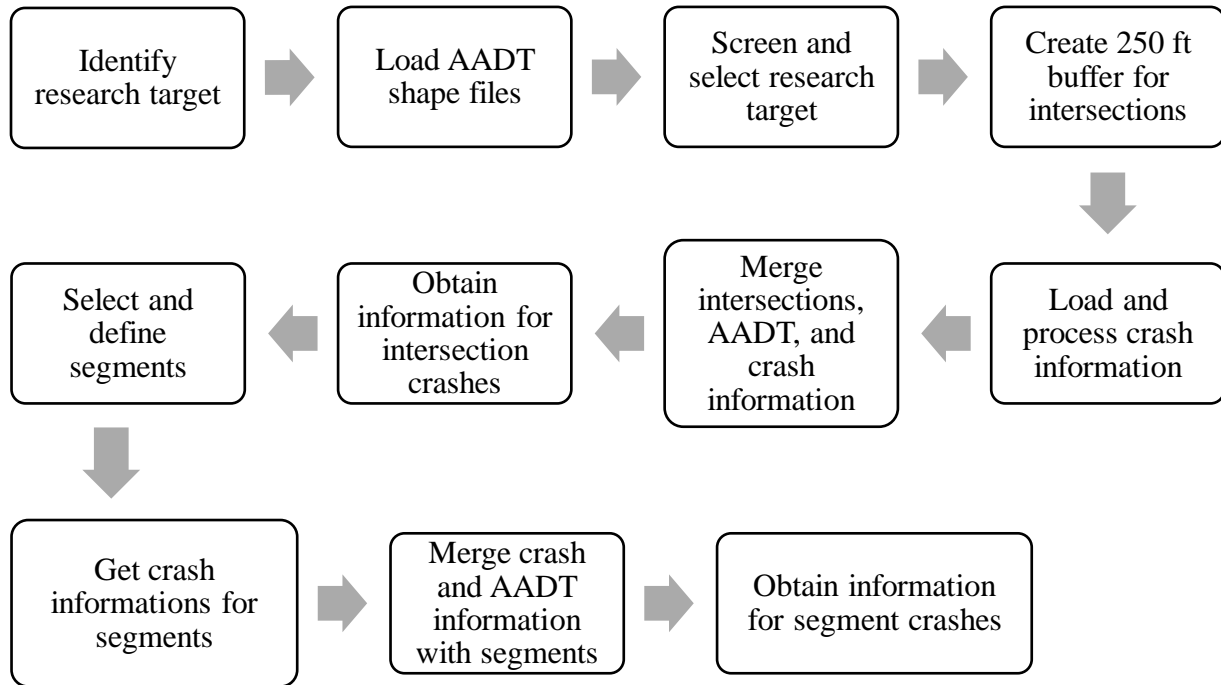 Identify
research target
Load AADT
shape files
Screen and
select research
target
Create 250 ft
buffer for
intersections
Load and
process crash
information
Merge
intersections,
AADT, and
crash
information
Obtain
information for
intersection
crashes
Select and
define
segments
Get crash
informations for
segments
Merge crash
and AADT
information
with segments
Obtain information
for segment crashes